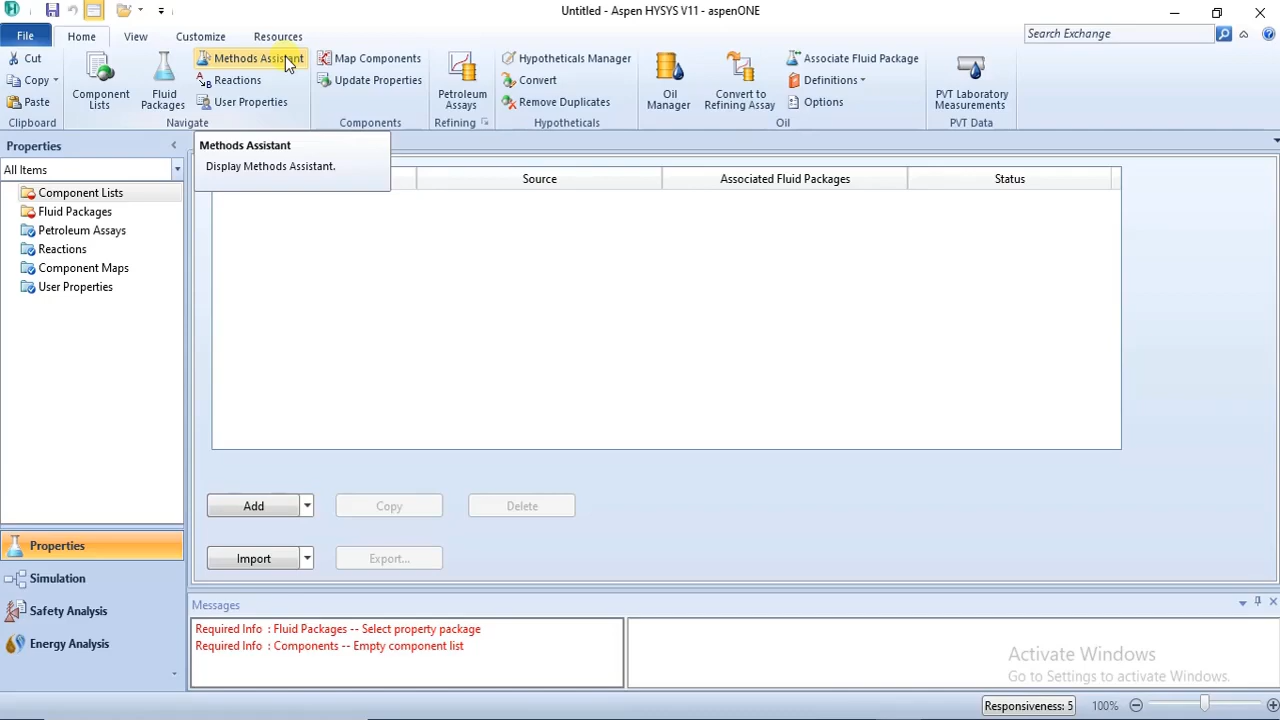 Untitled - Aspen HYSYS V11 - aspenONE
File
Home
View
Customize
Resources
Search Exchange
Cut
Copy
Paste
Clipboard
Component Lists
Fluid Packages
Methods Assistant
Reactions
User Properties
Navigate
Map Components
Update Properties
Components
Petroleum Assays
Refining
Hypotheticals Manager
Convert
Remove Duplicates
Hypotheticals
Oil Manager
Convert to Refining Assay
Associate Fluid Package
Definitions
Options
Oil
PVT Laboratory Measurements
PVT Data
Properties
All Items
Component Lists
Fluid Packages
Petroleum Assays
Reactions
Component Maps
User Properties
Methods Assistant
Display Methods Assistant.
Source
Associated Fluid Packages
Status
Add
Copy
Delete
Import
Export...
Properties
Simulation
Safety Analysis
Energy Analysis
Messages
Required Info : Fluid Packages -- Select property package
Required Info : Components -- Empty component list
Activate Windows
Go to Settings to activate Windows.
Responsiveness: 5
100%